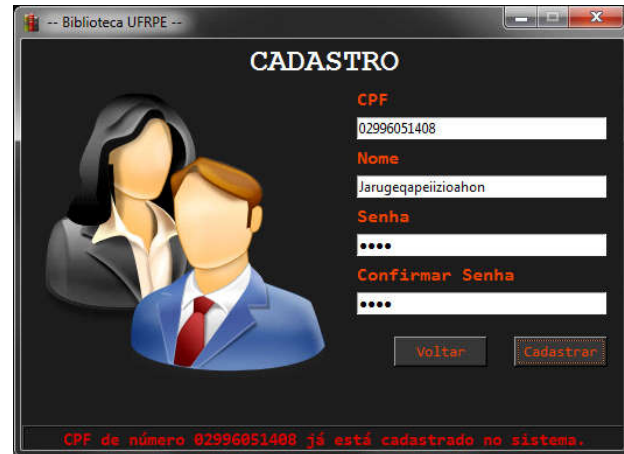 -- Biblioteca UFRPE --
CADASTRO
CPF
02996051408
Nome
Jarugeqapeiizioahon
Senha
••••
Confirmar Senha
••••
Voltar Cadastrar
CPF de número 02996051408 já está cadastrado no sistema.